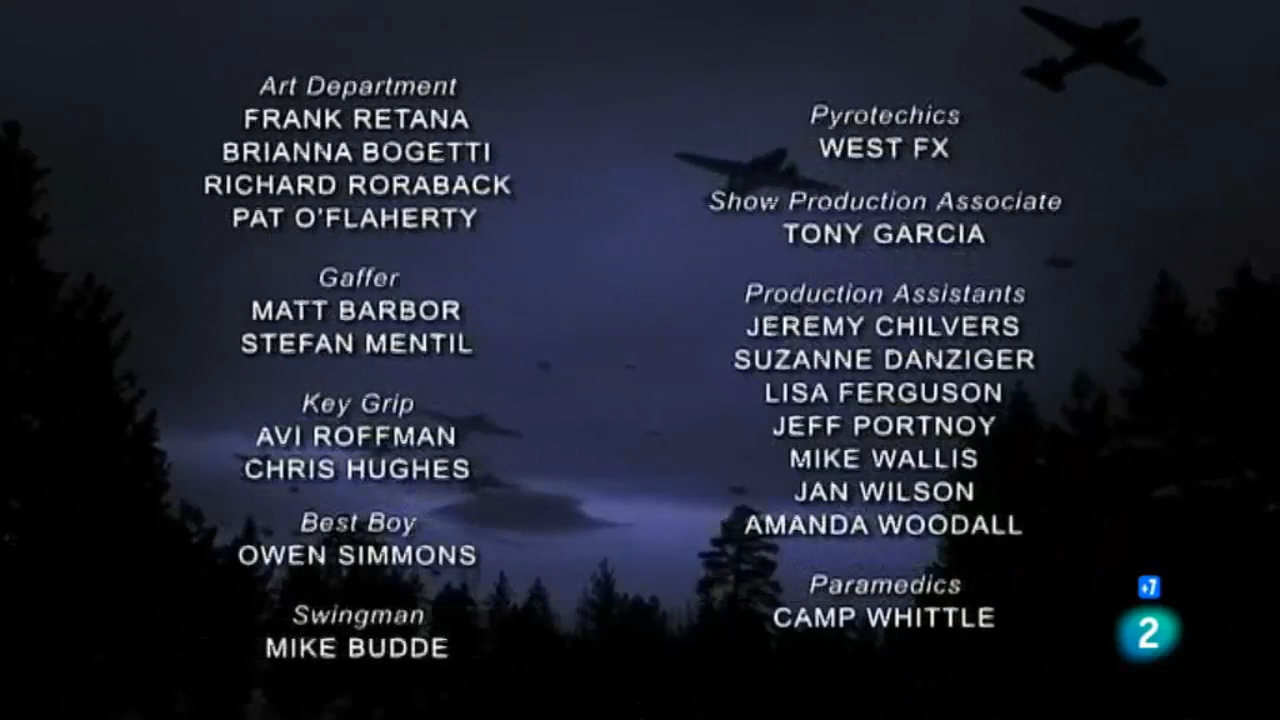 Art Department
FRANK RETANA
BRIANNA BOGETTI
RICHARD RORABACK
PAT O'FLAHERTY
Gaffer
MATT BARBOR
STEFAN MENTIL
Key Grip
AVI ROFFMAN
CHRIS HUGHES
Best Boy
OWEN SIMMONS
Swingman
MIKE BUDDE
Pyrotechics
WEST FX
Show Production Associate
TONY GARCIA
Production Assistants
JEREMY CHILVERS
SUZANNE DANZIGER
LISA FERGUSON
JEFF PORTNOY
MIKE WALLIS
JAN WILSON
AMANDA WOODALL
Paramedics
CAMP WHITTLE
+7
2